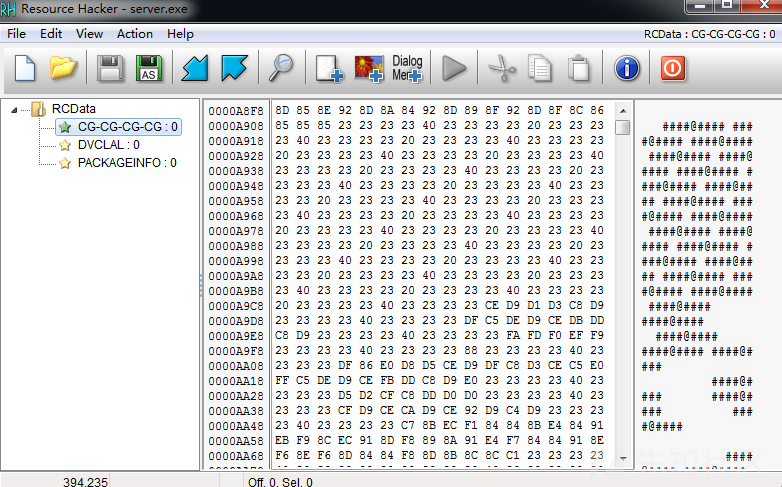 Resource Hacker - server.exe
File Edit View Action Help RCData : CG-CG-CG-CG : 0
AS Dialog Men
RCData
CG-CG-CG-CG : 0
DVCLAL : 0
PACKAGEINFO : 0
0000A8F8 8D 85 8E 92 8D 8A 84 92 8D 89 8F 92 8D 8F 8C 86
0000A908 85 85 85 23 23 23 23 40 23 23 23 23 20 23 23 23 ####@#### ###
0000A918 23 40 23 23 23 23 20 23 23 23 23 40 23 23 23 23 #@#### ####@####
0000A928 20 23 23 23 23 40 23 23 23 23 20 23 23 23 23 40 ####@#### ####@
0000A938 23 23 23 23 20 23 23 23 23 40 23 23 23 23 20 23 #### ####@#### #
0000A948 23 23 23 40 23 23 23 23 20 23 23 23 23 40 23 23 ###@#### ####@##
0000A958 23 23 20 23 23 23 23 40 23 23 23 23 20 23 23 23 ## ####@#### ###
0000A968 23 40 23 23 23 23 20 23 23 23 23 40 23 23 23 23 #@#### ####@####
0000A978 20 23 23 23 23 40 23 23 23 23 20 23 23 23 23 40 ####@#### ####@
0000A988 23 23 23 23 20 23 23 23 23 40 23 23 23 23 20 23 #### ####@#### #
0000A998 23 23 23 40 23 23 23 23 20 23 23 23 23 40 23 23 ###@#### ####@##
0000A9A8 23 23 20 23 23 23 23 40 23 23 23 23 20 23 23 23 ## ####@#### ###
0000A9B8 23 40 23 23 23 23 20 23 23 23 23 40 23 23 23 23 #@#### ####@####
0000A9C8 20 23 23 23 23 40 23 23 23 23 CE D9 D1 D3 C8 D9 ####@####
0000A9D8 23 23 23 23 40 23 23 23 23 DF C5 DE D9 CE DB DD ####@####
0000A9E8 C8 D9 23 23 23 23 40 23 23 23 23 FA FD F0 EF F9 ####@####
0000A9F8 23 23 23 23 40 23 23 23 23 88 23 23 23 23 40 23 ####@#### ####@#
0000AA08 23 23 23 DF 86 E0 D8 D5 CE D9 DF C8 D3 CE C5 E0 ###
0000AA18 FF C5 DE D9 CE FB DD C8 D9 E0 23 23 23 23 40 23 ####@#
0000AA28 23 23 23 D5 D2 CF C8 DD D0 D0 23 23 23 23 40 23 ### ####@#
0000AA38 23 23 23 CF D9 CE CA D9 CE 92 D9 C4 D9 23 23 23 ### ###
0000AA48 23 40 23 23 23 23 C7 8B EC F1 84 84 8B E4 84 91 #@####
0000AA58 EB F9 8C EC 91 8D F8 89 8A 91 E4 F7 84 84 91 8E
0000AA68 F6 8E F6 8D 84 84 F8 8D 8B 8C 8C C1 23 23 23 23 ####
394,235 Off. 0, Sel. 0